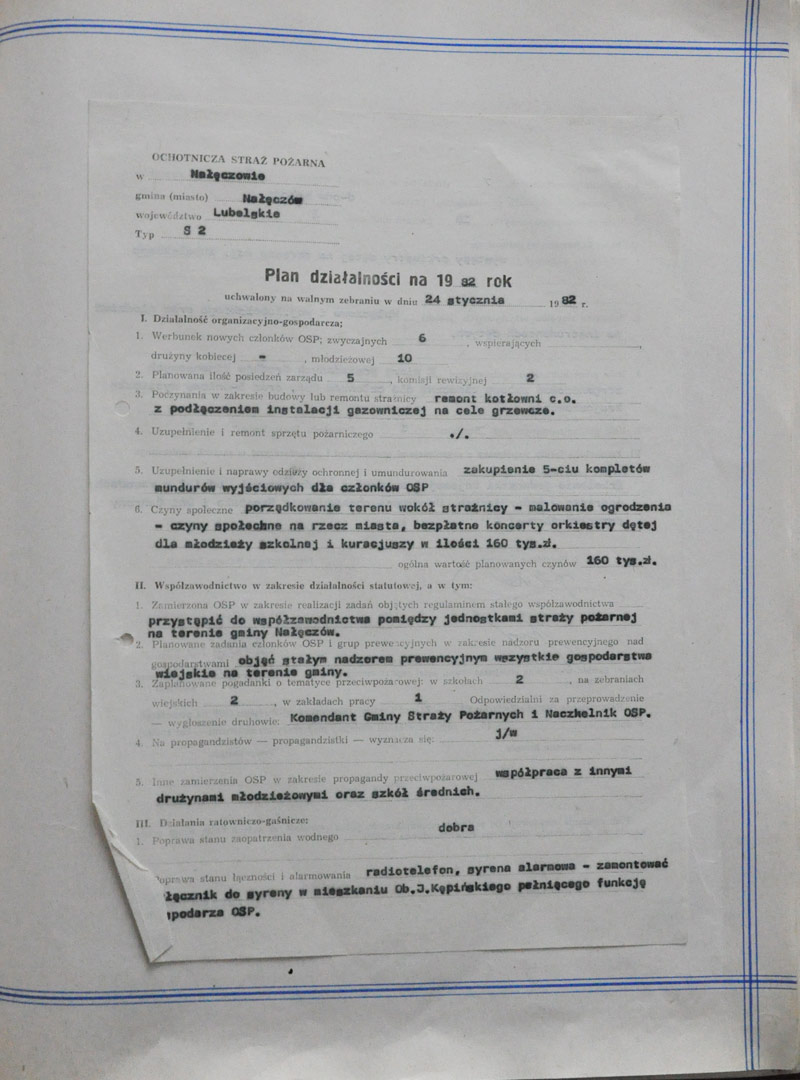 OCHOTNICZA STRAŻ POŻARNA
w Nałęczowie
gmina (miasto) Nałęczów
województwo Lubelskie
Typ S 2
Plan działalności na 19 82 rok
uchwalony na walnym zebraniu w dniu 24 stycznia 19 82 r.
I. Działalność organizacyjno-gospodarcza;
1. Werbunek nowych członków OSP; zwyczajnych 6, wspierających ,
drużyny kobiecej -, młodzieżowej 10
2. Planowana ilość posiedzeń zarządu 5, komisji rewizyjnej 2
3. Poczynania w zakresie budowy lub remontu strażnicy remont kotłowni c.o.
z podłączeniem instalacji gazowniczej na cele grzewcze.
4. Uzupełnienie i remont sprzętu pożarniczego ./.
5. Uzupełnienie i naprawy odzieży ochronnej i umundurowania zakupienie 5-ciu kompletów
mundurów wyjściowych dla członków OSP
6. Czyny społeczne porządkowanie terenu wokół strażnicy - malowanie ogrodzenia
- czyny społechne na rzecz miasta, bezpłatne koncerty orkiestry dętej
dla młodzieży szkolnej i kuracjuszy w ilości 160 tys.zł.
ogólna wartość planowanych czynów 160 tys.zł.
II. Współzawodnictwo w zakresie działalności statutowej, a w tym:
1. Zamierzona OSP w zakresie realizacji zadań objętych regulaminem stałego współzawodnictwa
przystąpić do współzawodnictwa pomiędzy jednostkami straży pożarnej
na terenie gminy Nałęczów.
2. Planowane zadania członków OSP i grup prewencyjnych w zakresie nadzoru prewencyjnego nad
gospodarstwami objąć stałym nadzorem prewencyjnym wszystkie gospodarstwa
wiejskie na terenie gminy.
3. Zaplanowane pogadanki o tematyce przeciwpożarowej: w szkołach 2, na zebraniach
wiejskich 2, w zakładach pracy 1 Odpowiedzialni za przeprowadzenie
— wygłoszenie druhowie: Komendant Gminy Straży Pożarnych i Naczelnik OSP.
4. Na propagandzistów — propagandzistki — wyznacza się: j/w
5. Inne zamierzenia OSP w zakresie propagandy przeciwpożarowej współpraca z innymi
drużynami młodzieżowymi oraz szkół średnich.
III. Działania ratowniczo-gaśnicze:
1. Poprawa stanu zaopatrzenia wodnego dobra
oprawa stanu łączności i alarmowania radiotelefon, syrena alarmowa - zamontować
łącznik do syreny w mieszkaniu Ob.J.Kępińskiego pełniącego funkcję
podarza OSP.